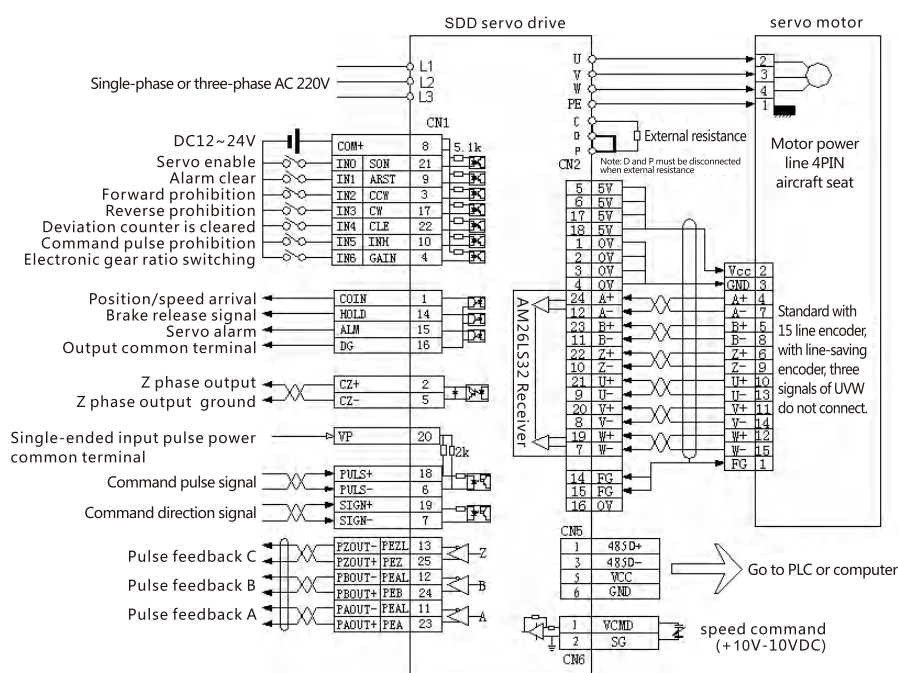 SDD servo drive
servo motor
Single-phase or three-phase AC 220V
L1
L2
L3
U
V
W
PE
C
D
P
2
3
4
1
External resistance
Note: D and P must be disconnected
when external resistance
Motor power
line 4PIN
aircraft seat
CN1
DC12~24V
COM+ 8
5.1k
Servo enable IN0 SON 21
Alarm clear IN1 ARST 9
Forward prohibition IN2 CCW 3
Reverse prohibition IN3 CW 17
Deviation counter is cleared IN4 CLE 22
Command pulse prohibition IN5 INH 10
Electronic gear ratio switching IN6 GAIN 4
Position/speed arrival COIN 1
Brake release signal HOLD 14
Servo alarm ALM 15
Output common terminal DG 16
Z phase output CZ+ 2
Z phase output ground CZ- 5
Single-ended input pulse power
common terminal
VP 20
2k
Command pulse signal
PULS+ 18
PULS- 6
Command direction signal
SIGN+ 19
SIGN- 7
Pulse feedback C
PZOUT- PEZL 13
PZOUT+ PEZ 25
Z
Pulse feedback B
PBOUT- PEAL 12
PBOUT+ PEB 24
B
Pulse feedback A
PAOUT- PEAL 11
PAOUT+ PEA 23
A
CN2
5 5V
6 5V
17 5V
18 5V
1 0V
2 0V
3 0V
4 0V
24 A+
12 A-
23 B+
11 B-
22 Z+
10 Z-
21 U+
9 U-
20 V+
8 V-
19 W+
7 W-
14 FG
15 FG
16 0V
AM26LS32 Receiver
Vcc 2
GND 3
A+ 4
A- 7
B+ 5
B- 8
Z+ 6
Z- 9
U+ 10
U- 13
V+ 11
V- 14
W+ 12
W- 15
FG 1
Standard with
15 line encoder,
with line-saving
encoder, three
signals of UVW
do not connect.
CN5
1 485D+
3 485D-
5 VCC
6 GND
Go to PLC or computer
1 VCMD
2 SG
CN6
speed command
(+10V-10VDC)